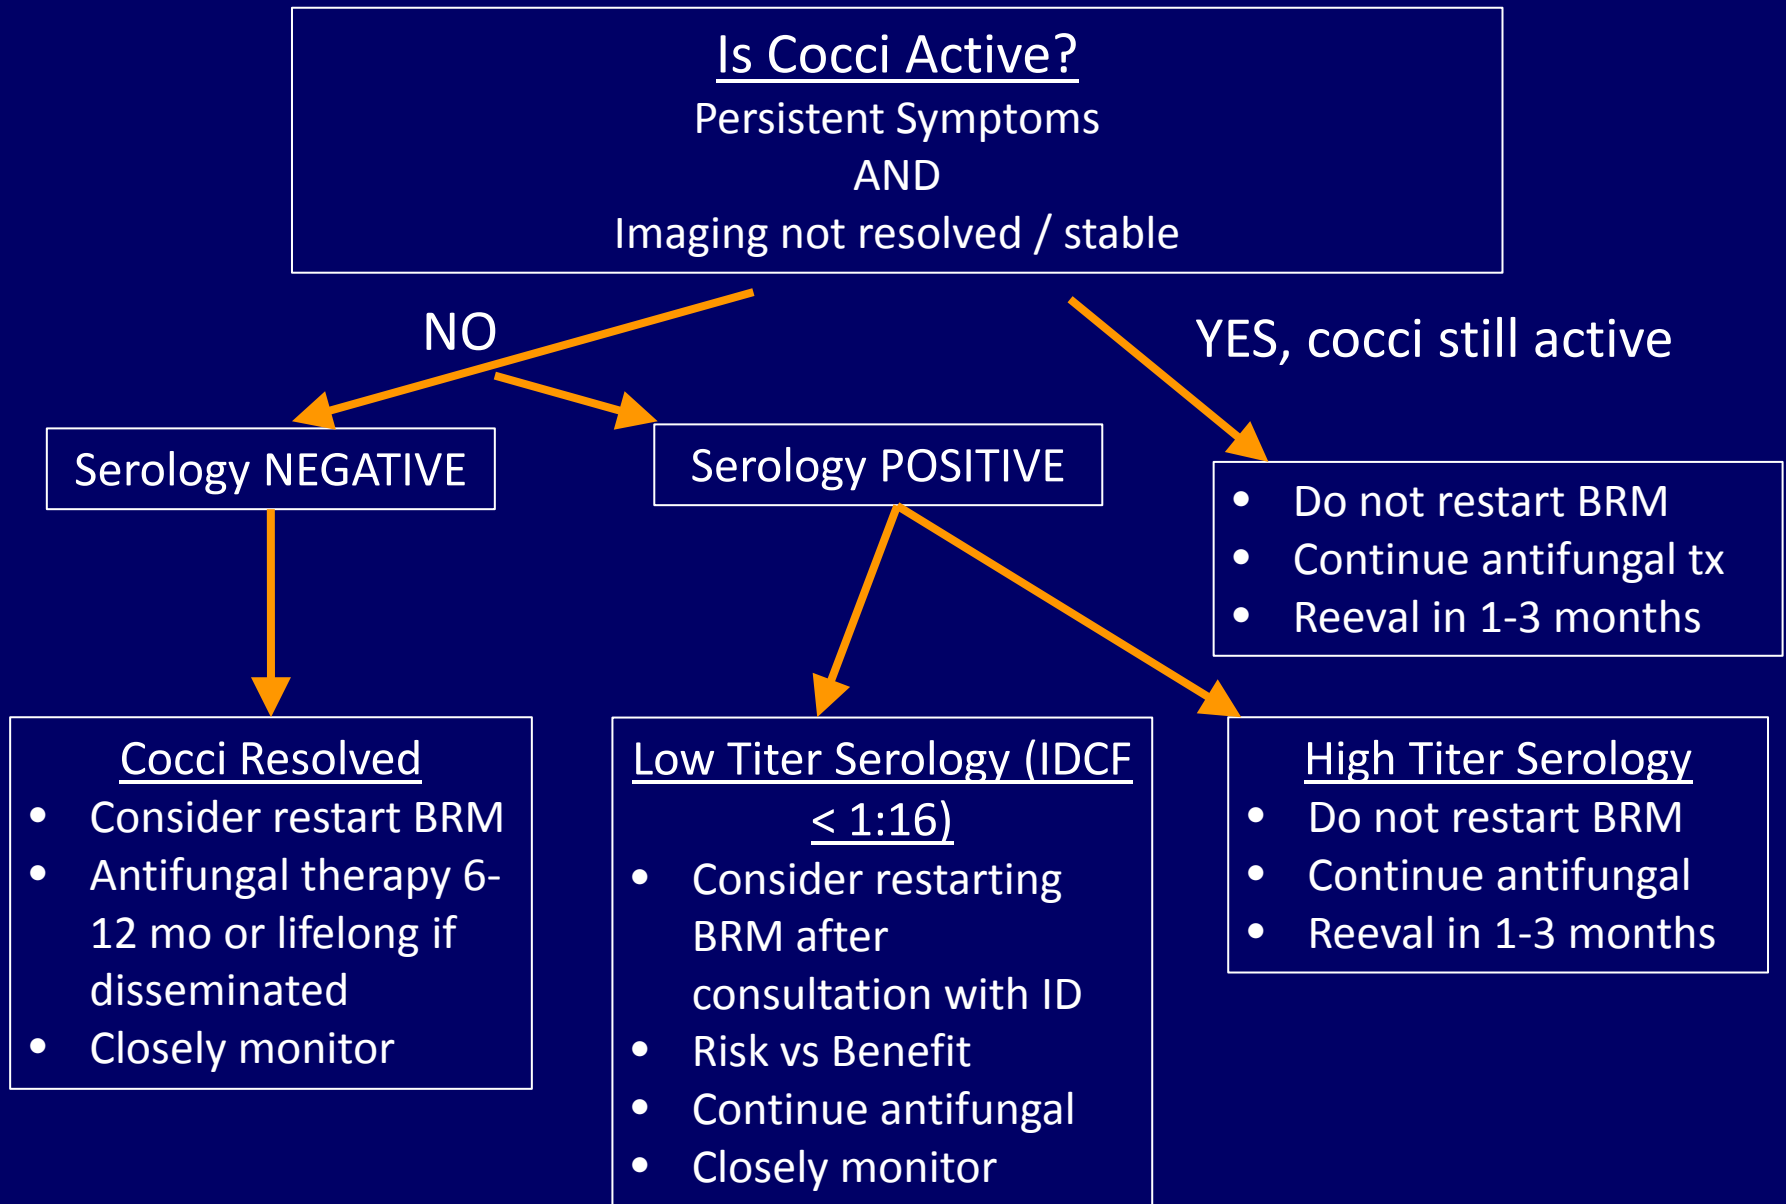 Is Cocci Active?
Persistent Symptoms
AND
Imaging not resolved / stable
NO
YES, cocci still active
Serology NEGATIVE
Serology POSITIVE
• Do not restart BRM
• Continue antifungal tx
• Reeval in 1-3 months
Cocci Resolved
• Consider restart BRM
• Antifungal therapy 6-
12 mo or lifelong if
disseminated
• Closely monitor
Low Titer Serology (IDCF
< 1:16)
• Consider restarting
BRM after
consultation with ID
• Risk vs Benefit
• Continue antifungal
• Closely monitor
High Titer Serology
• Do not restart BRM
• Continue antifungal
• Reeval in 1-3 months